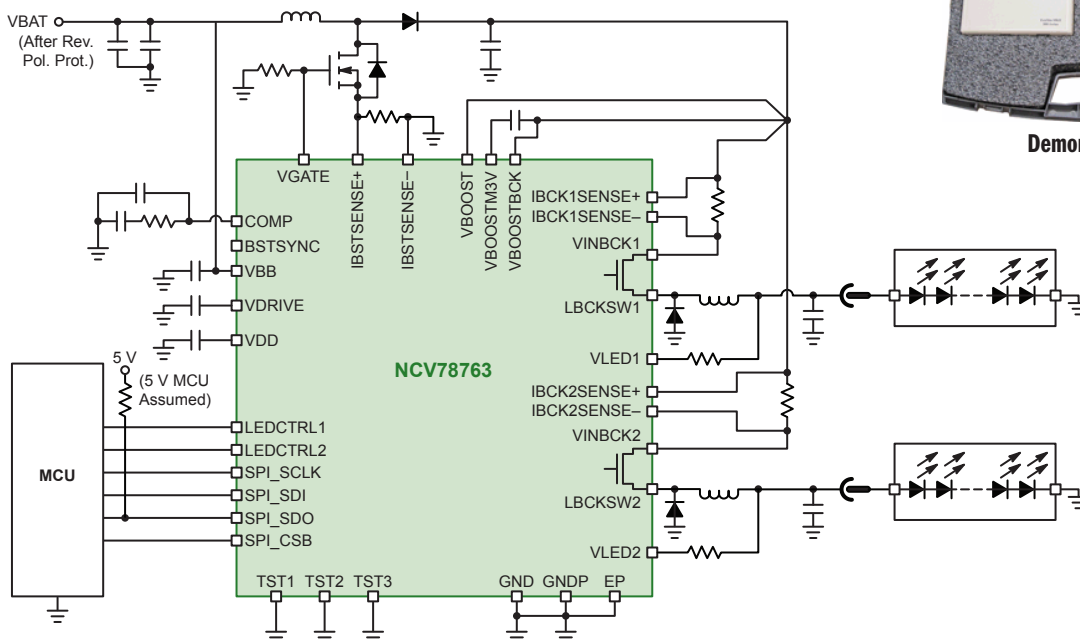 VBAT
(After Rev.
Pol. Prot.)
Demor
VGATE
IBSTSENSE+
IBSTSENSE–
VBOOST
VBOOSTM3V
VBOOSTBCK
IBCK1SENSE+
IBCK1SENSE–
VINBCK1
LBCKSW1
VLED1
IBCK2SENSE+
IBCK2SENSE–
VINBCK2
LBCKSW2
VLED2
COMP
BSTSYNC
VBB
VDRIVE
VDD
NCV78763
5 V
(5 V MCU
Assumed)
MCU
LEDCTRL1
LEDCTRL2
SPI_SCLK
SPI_SDI
SPI_SDO
SPI_CSB
TST1 TST2 TST3
GND GNDP EP